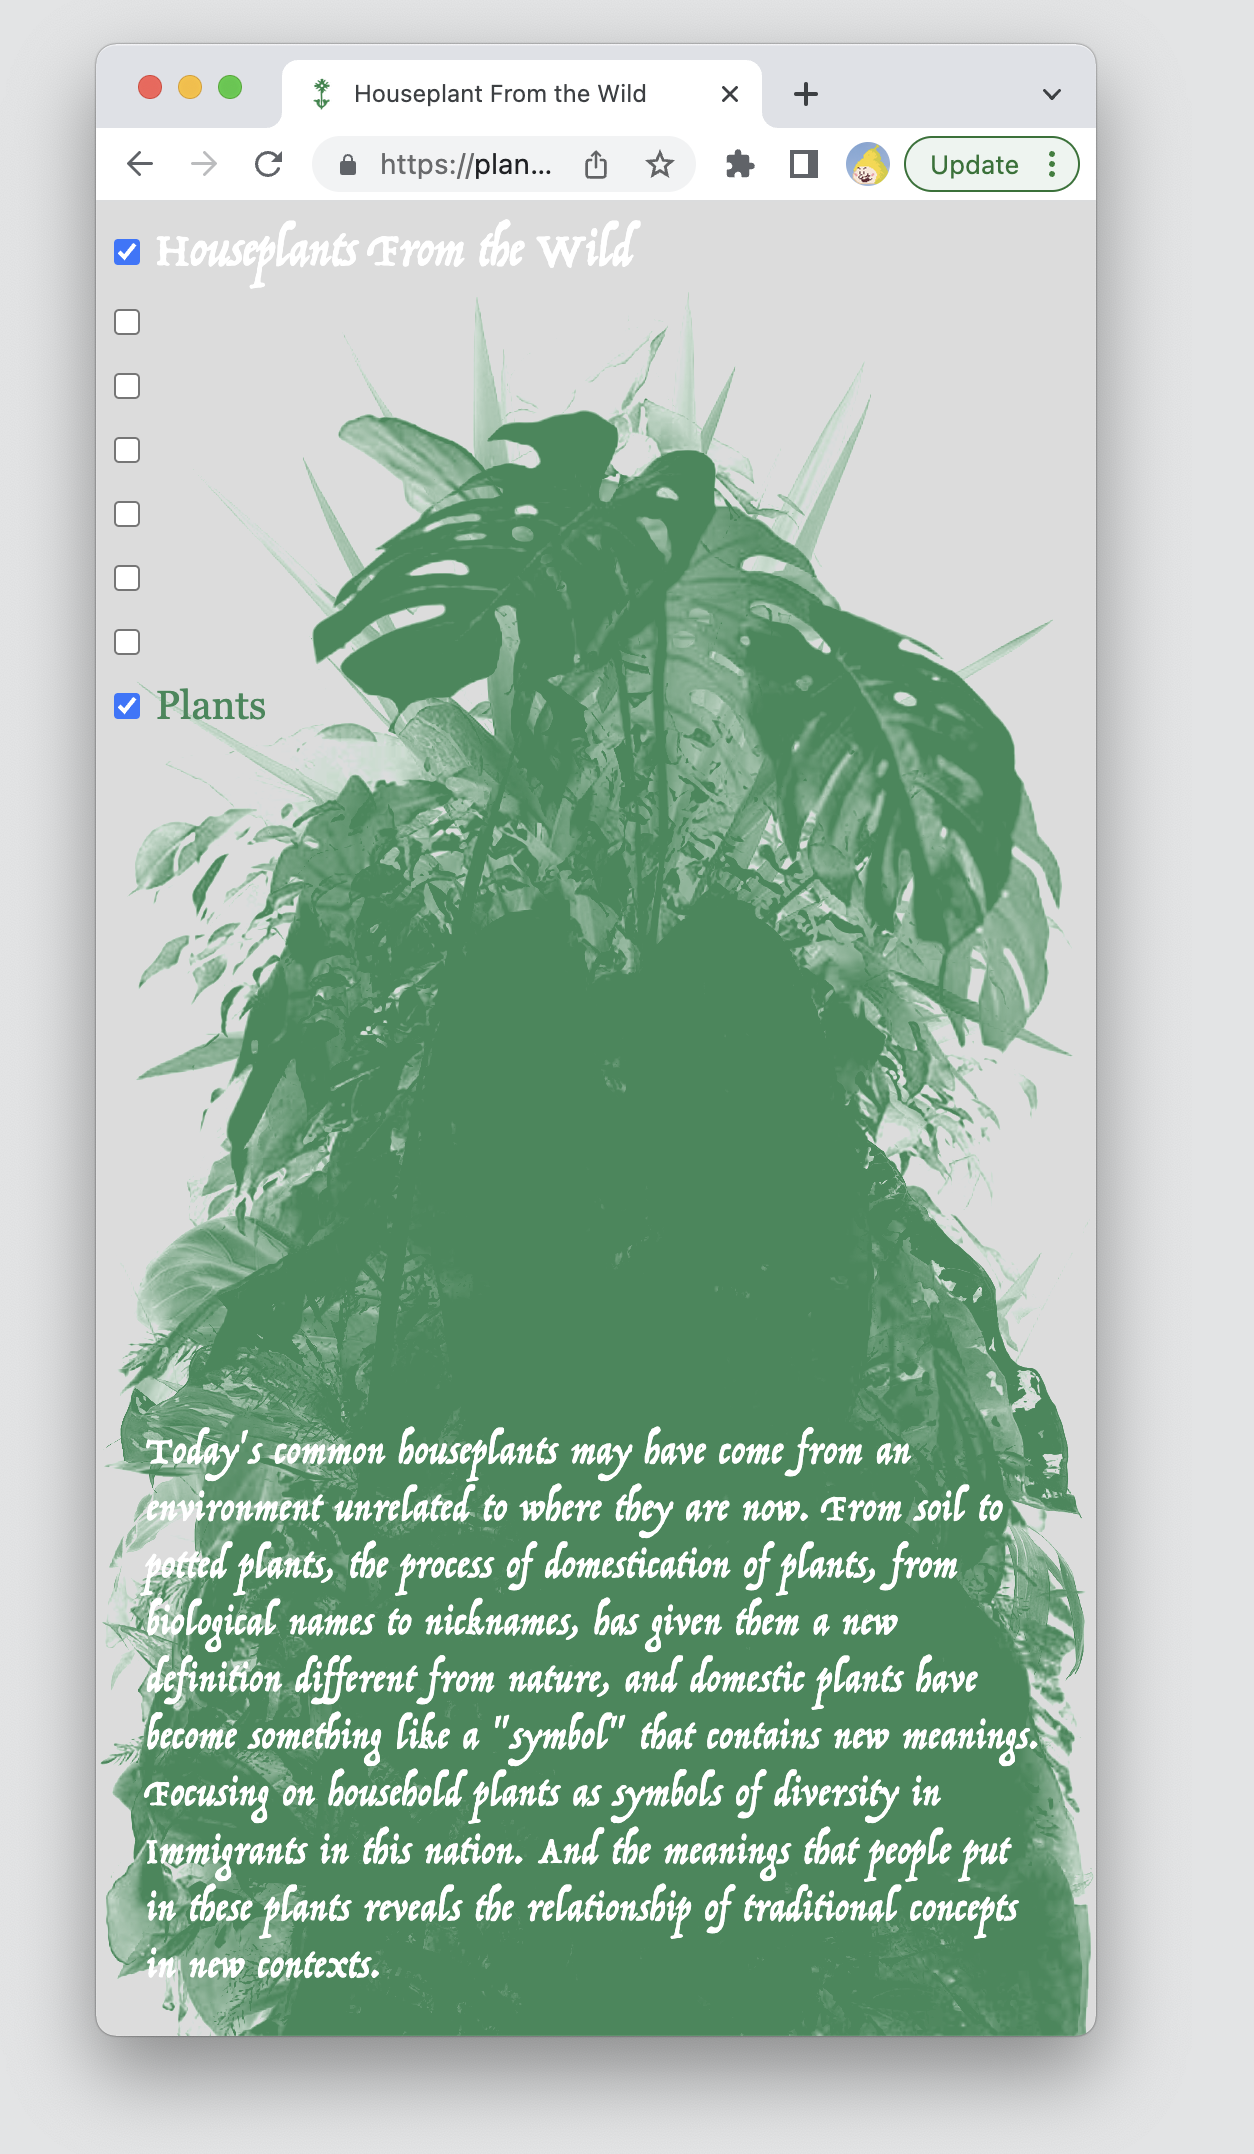 Houseplant From the Wild
https://plan...
Update
Houseplants From the Wild
Plants
Today's common houseplants may have come from an
environment unrelated to where they are now. From soil to
potted plants, the process of domestication of plants, from
biological names to nicknames, has given them a new
definition different from nature, and domestic plants have
become something like a "symbol" that contains new meanings.
Focusing on household plants as symbols of diversity in
Immigrants in this nation. And the meanings that people put
in these plants reveals the relationship of traditional concepts
in new contexts.